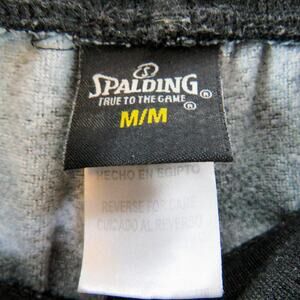 SPALDING®
TRUE TO THE GAME®
M/M
HECHO EN EGIPTO
REVERSE FOR CARE
CUIDADO AL REVERSO